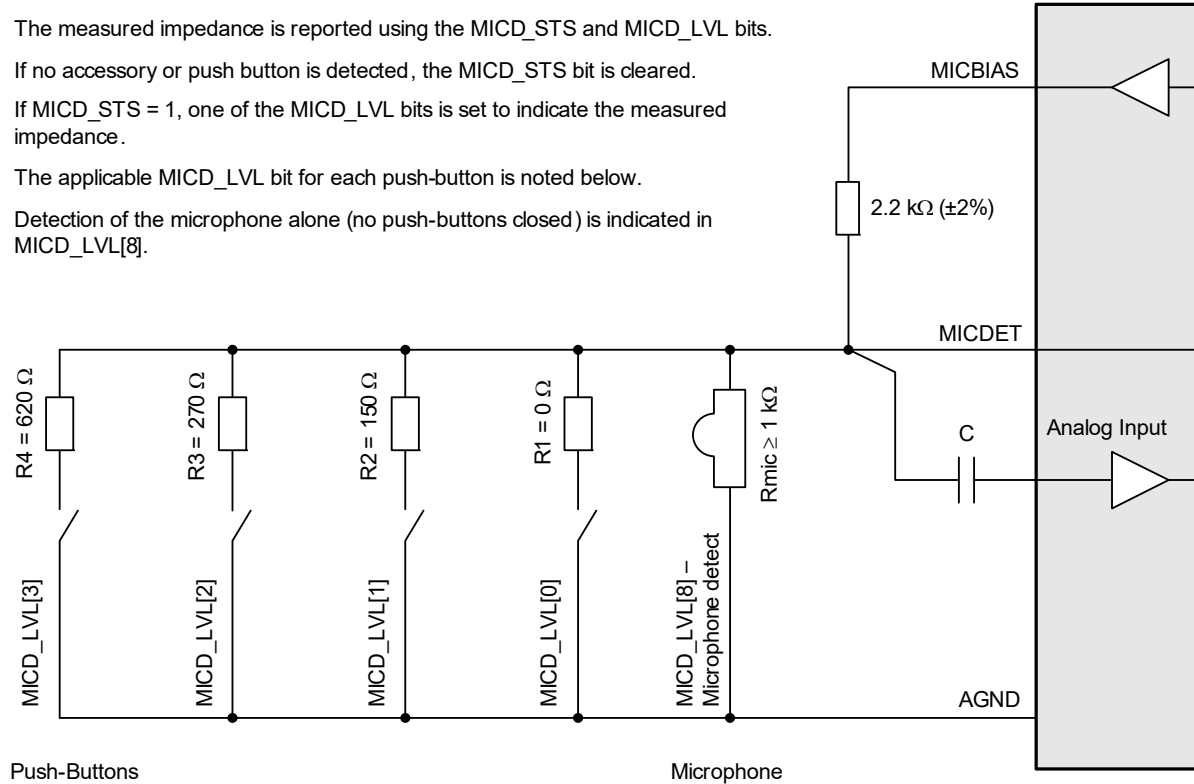 The measured impedance is reported using the MICD_STS and MICD_LVL bits.
If no accessory or push button is detected, the MICD_STS bit is cleared.
If MICD_STS = 1, one of the MICD_LVL bits is set to indicate the measured
impedance.
The applicable MICD_LVL bit for each push-button is noted below.
Detection of the microphone alone (no push-buttons closed) is indicated in
MICD_LVL[8].
MICBIAS
2.2 kΩ (±2%)
MICDET
R4 = 620 Ω
R3 = 270 Ω
R2 = 150 Ω
R1 = 0 Ω
Rmic ≥ 1 kΩ
C
Analog Input
MICD_LVL[3]
MICD_LVL[2]
MICD_LVL[1]
MICD_LVL[0]
MICD_LVL[8] –
Microphone detect
AGND
Push-Buttons
Microphone